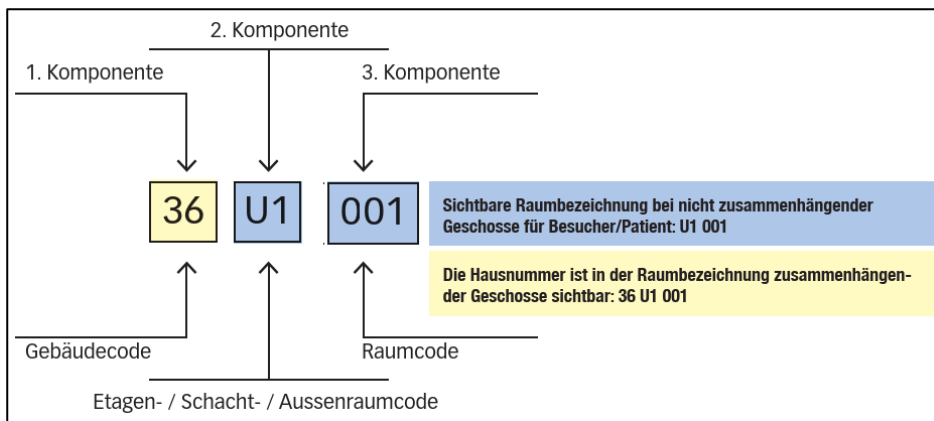 2. Komponente
1. Komponente
3. Komponente
36 U1 001
Sichtbare Raumbezeichnung bei nicht zusammenhängender
Geschosse für Besucher/Patient: U1 001
Die Hausnummer ist in der Raumbezeichnung zusammenhängen-
der Geschosse sichtbar: 36 U1 001
Gebäudecode
Raumcode
Etagen- / Schacht- / Aussenraumcode